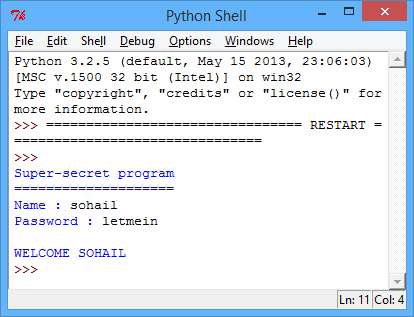 Python Shell
File Edit Shell Debug Options Windows Help
Python 3.2.5 (default, May 15 2013, 23:06:03)
[MSC v.1500 32 bit (Intel)] on win32
Type "copyright", "credits" or "license()" for
more information.
>>> ================================ RESTART =
===============================
>>>
Super-secret program
====================
Name : sohail
Password : letmein
WELCOME SOHAIL
>>>
Ln: 11 Col: 4